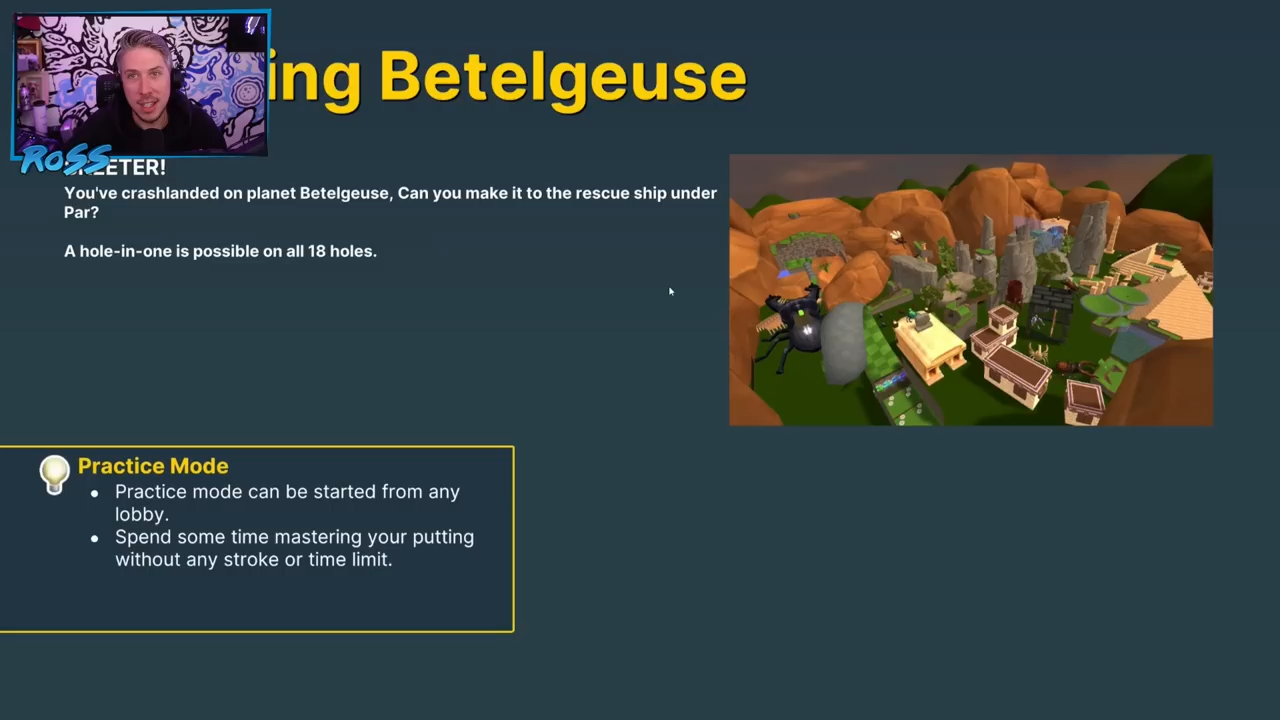 ing Betelgeuse
ROSS
EETER!
You've crashlanded on planet Betelgeuse, Can you make it to the rescue ship under
Par?
A hole-in-one is possible on all 18 holes.
Practice Mode
• Practice mode can be started from any
lobby.
• Spend some time mastering your putting
without any stroke or time limit.